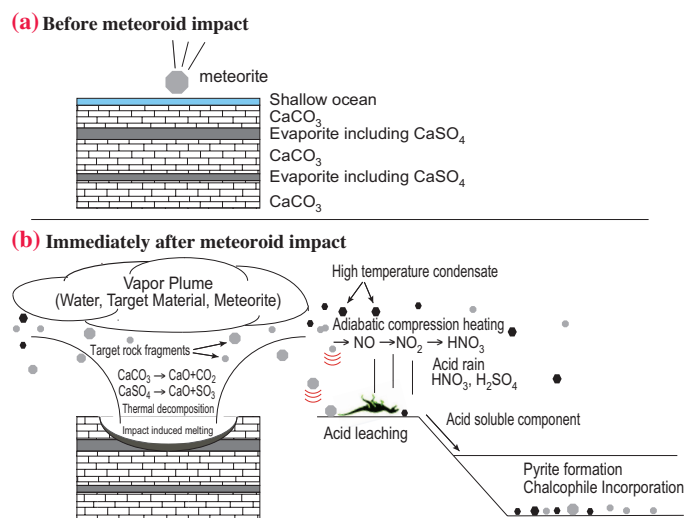 (a) Before meteoroid impact
meteorite
Shallow ocean
CaCO₃
Evaporite including CaSO₄
CaCO₃
Evaporite including CaSO₄
CaCO₃
(b) Immediately after meteoroid impact
Vapor Plume
(Water, Target Material, Meteorite)
Target rock fragments
CaCO₃ → CaO+CO₂
CaSO₄ → CaO+SO₃
Thermal decomposition
Impact induced melting
High temperature condensate
Adiabatic compression heating
→ NO → NO₂ → HNO₃
Acid rain
HNO₃, H₂SO₄
Acid leaching
Acid soluble component
Pyrite formation
Chalcophile Incorporation